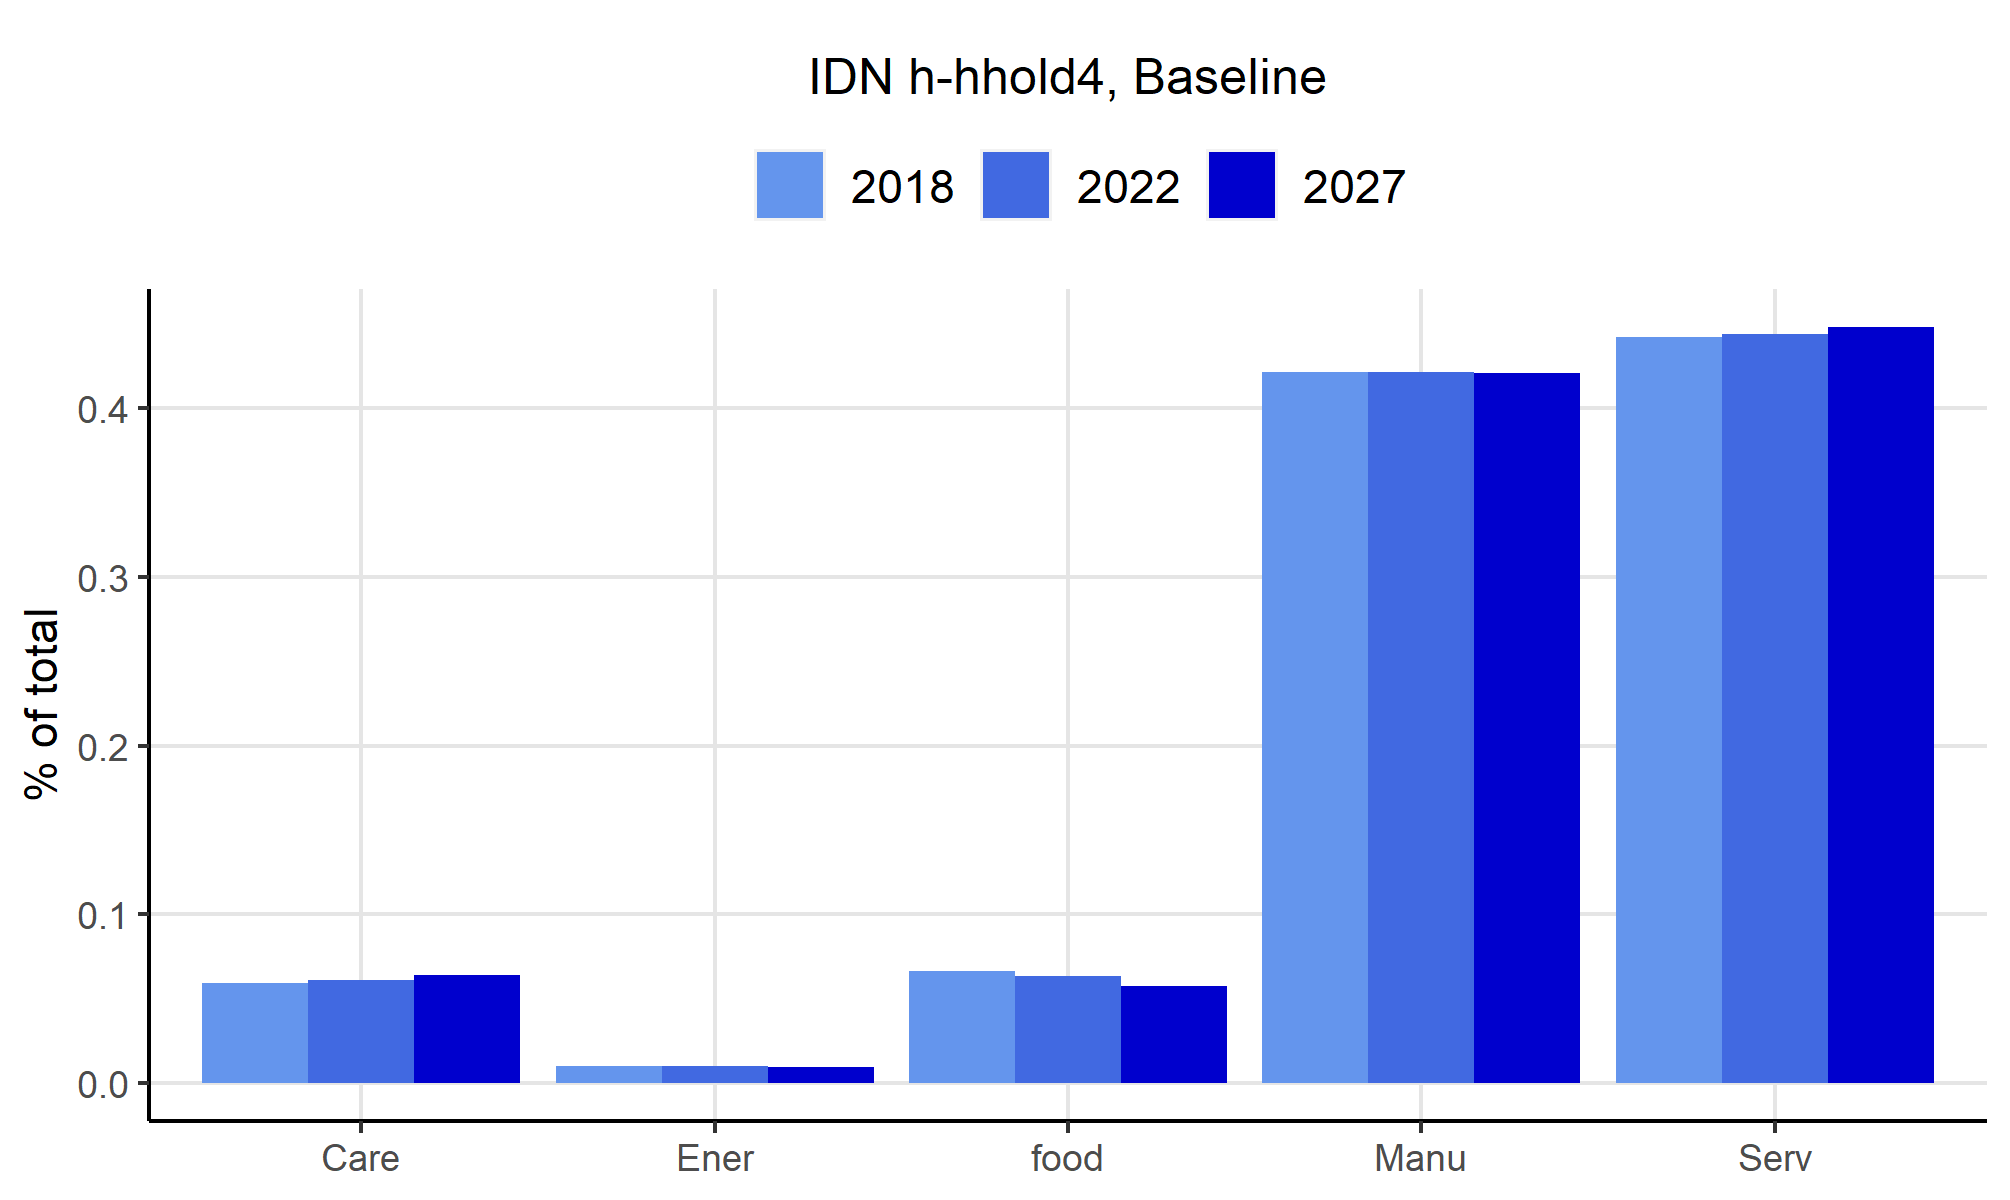 IDN h-hhold4, Baseline
2018 2022 2027
% of total
0.4
0.3
0.2
0.1
0.0
Care Ener food Manu Serv